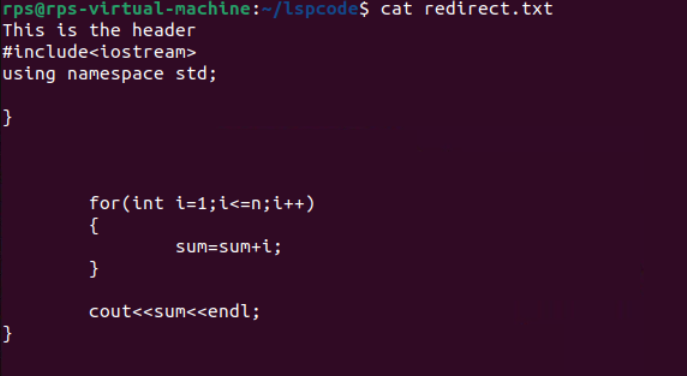 rps@rps-virtual-machine:~/lspcode$ cat redirect.txt
This is the header
#include<iostream>
using namespace std;
}
for(int i=1;i<=n;i++)
{
sum=sum+i;
}
cout<<sum<<endl;
}